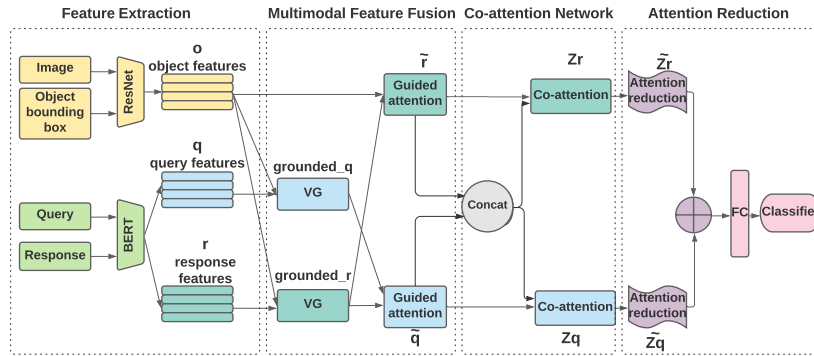 Feature Extraction
Multimodal Feature Fusion
Co-attention Network
Attention Reduction
Image
Object
bounding
box
ResNet
o
object features
q
query features
Query
Response
BERT
r
response
features
grounded_q
VG
grounded_r
VG
r̃
Guided
attention
Guided
attention
q̃
Concat
Zr
Co-attention
Co-attention
Zq
Z̃r
Attention
reduction
Attention
reduction
Z̃q
FC
Classifie